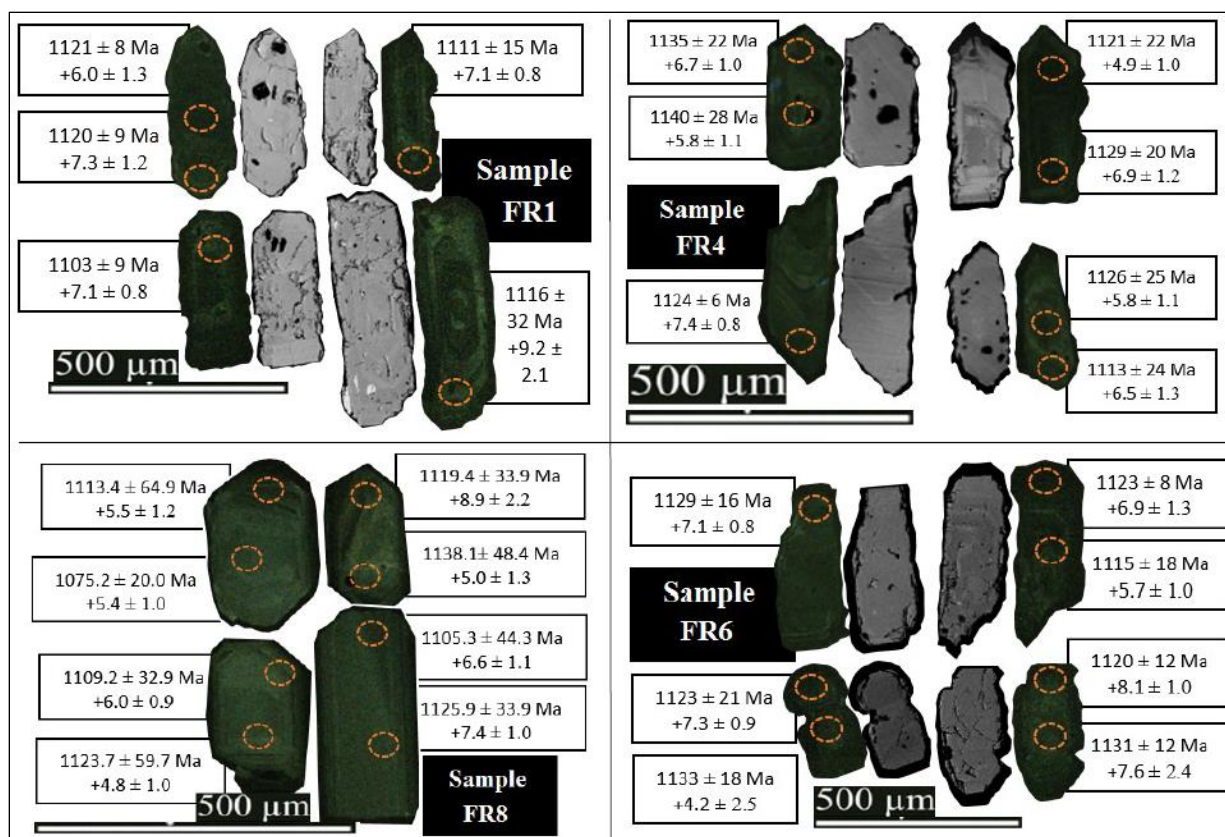 1121 ± 8 Ma
+6.0 ± 1.3
1120 ± 9 Ma
+7.3 ± 1.2
1111 ± 15 Ma
+7.1 ± 0.8
Sample
FR1
1103 ± 9 Ma
+7.1 ± 0.8
1116 ±
32 Ma
+9.2 ±
2.1
500 µm
1135 ± 22 Ma
+6.7 ± 1.0
1140 ± 28 Ma
+5.8 ± 1.1
1121 ± 22 Ma
+4.9 ± 1.0
1129 ± 20 Ma
+6.9 ± 1.2
Sample
FR4
1124 ± 6 Ma
+7.4 ± 0.8
1126 ± 25 Ma
+5.8 ± 1.1
1113 ± 24 Ma
+6.5 ± 1.3
500 µm
1113.4 ± 64.9 Ma
+5.5 ± 1.2
1075.2 ± 20.0 Ma
+5.4 ± 1.0
1119.4 ± 33.9 Ma
+8.9 ± 2.2
1138.1 ± 48.4 Ma
+5.0 ± 1.3
1109.2 ± 32.9 Ma
+6.0 ± 0.9
1123.7 ± 59.7 Ma
+4.8 ± 1.0
1105.3 ± 44.3 Ma
+6.6 ± 1.1
1125.9 ± 33.9 Ma
+7.4 ± 1.0
500 µm
Sample
FR8
1129 ± 16 Ma
+7.1 ± 0.8
1123 ± 8 Ma
+6.9 ± 1.3
1115 ± 18 Ma
+5.7 ± 1.0
Sample
FR6
1123 ± 21 Ma
+7.3 ± 0.9
1133 ± 18 Ma
+4.2 ± 2.5
1120 ± 12 Ma
+8.1 ± 1.0
1131 ± 12 Ma
+7.6 ± 2.4
500 µm